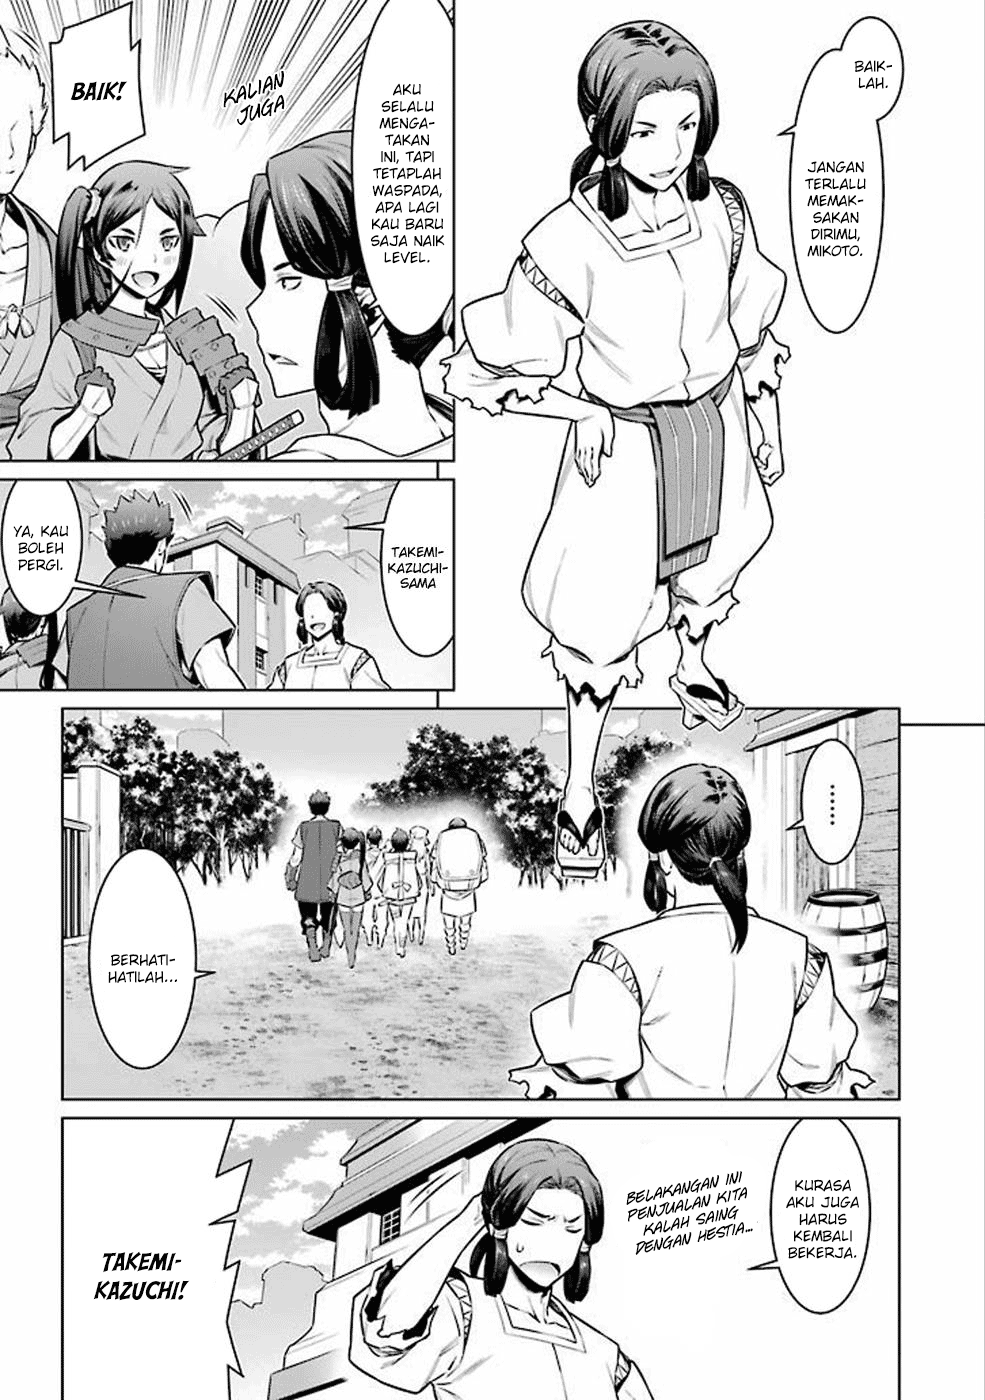 BAIK-
LAH.
JANGAN
TERLALU
MEMAK-
SAKAN
DIRIMU,
MIKOTO.
AKU
SELALU
MENGA-
TAKAN
INI, TAPI
TETAPLAH
WASPADA,
APA LAGI
KAU BARU
SAJA NAIK
LEVEL.
KALIAN
JUGA
BAIK!
TAKEMI-
KAZUCHI-
SAMA
YA, KAU
BOLEH
PERGI.
........
BERHATI-
HATILAH...
KURASA
AKU JUGA
HARUS
KEMBALI
BEKERJA.
BELAKANGAN INI
PENJUALAN KITA
KALAH SAING
DENGAN HESTIA...
TAKEMI-
KAZUCHI!